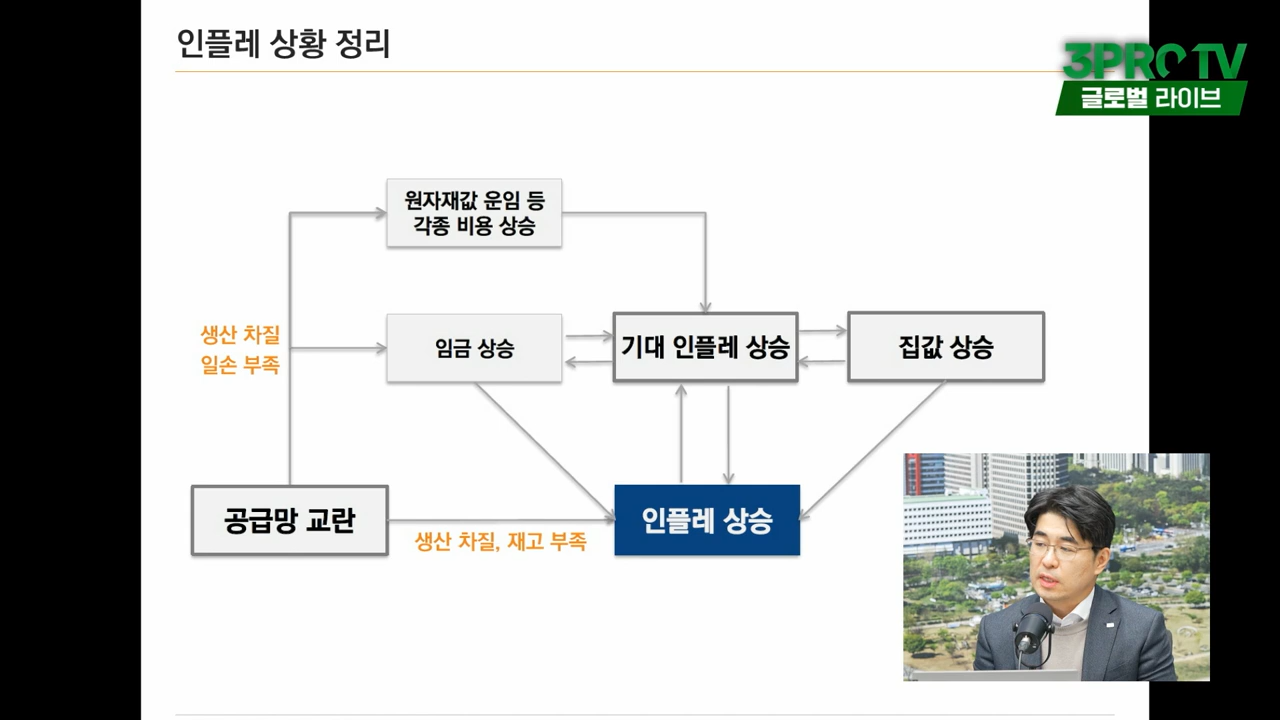 인플레 상황 정리
3PRO TV
글로벌 라이브
원자재값 운임 등
각종 비용 상승
생산 차질
일손 부족
임금 상승
기대 인플레 상승
집값 상승
공급망 교란
생산 차질, 재고 부족
인플레 상승